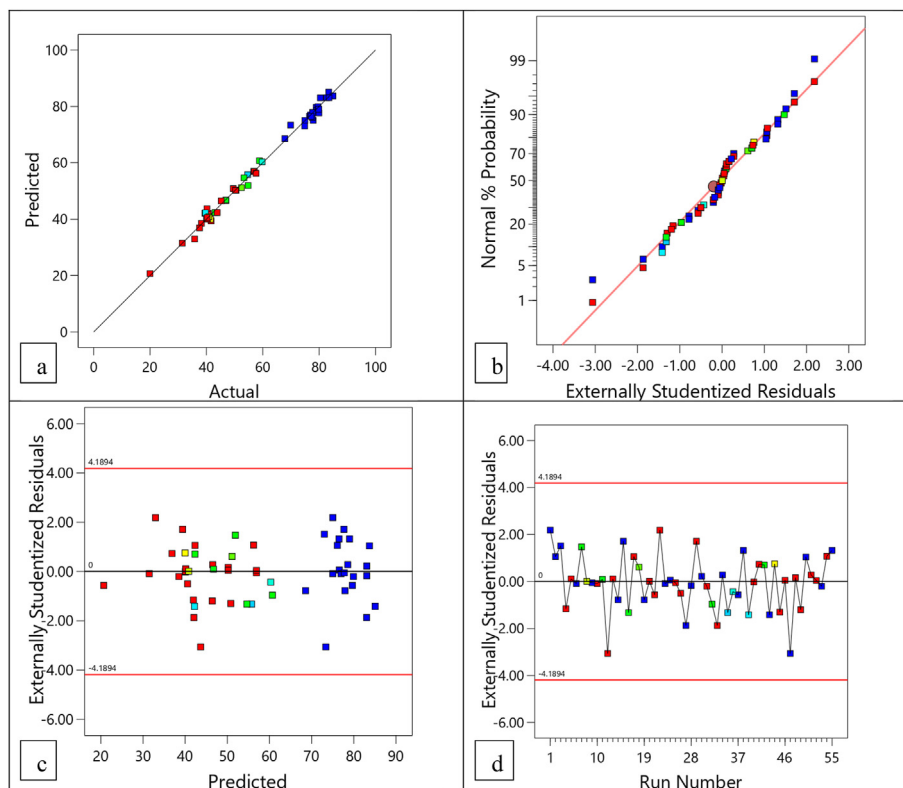 100
80
60
40
20
0
Predicted
0 20 40 60 80 100
Actual
a
99
90
70
50
20
5
1
Normal % Probability
-4.00 -3.00 -2.00 -1.00 0.00 1.00 2.00 3.00
Externally Studentized Residuals
b
6.00
4.00
2.00
0.00
-2.00
-4.00
-6.00
Externally Studentized Residuals
4.1894
0
-4.1894
20 30 40 50 60 70 80 90
Predicted
c
6.00
4.00
2.00
0.00
-2.00
-4.00
-6.00
Externally Studentized Residuals
4.1894
0
-4.1894
1 10 19 28 37 46 55
Run Number
d